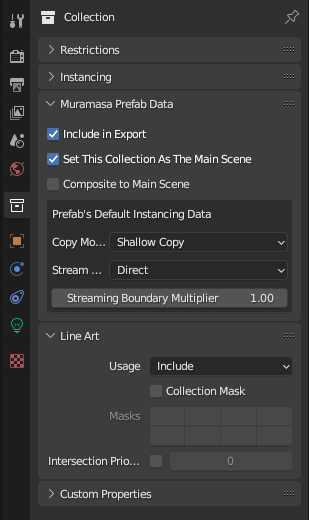 Collection
Restrictions
Instancing
Muramasa Prefab Data
Include in Export
Set This Collection As The Main Scene
Composite to Main Scene
Prefab's Default Instancing Data
Copy Mo... Shallow Copy
Stream ... Direct
Streaming Boundary Multiplier 1.00
Line Art
Usage Include
Collection Mask
Masks
Intersection Prio... 0
Custom Properties